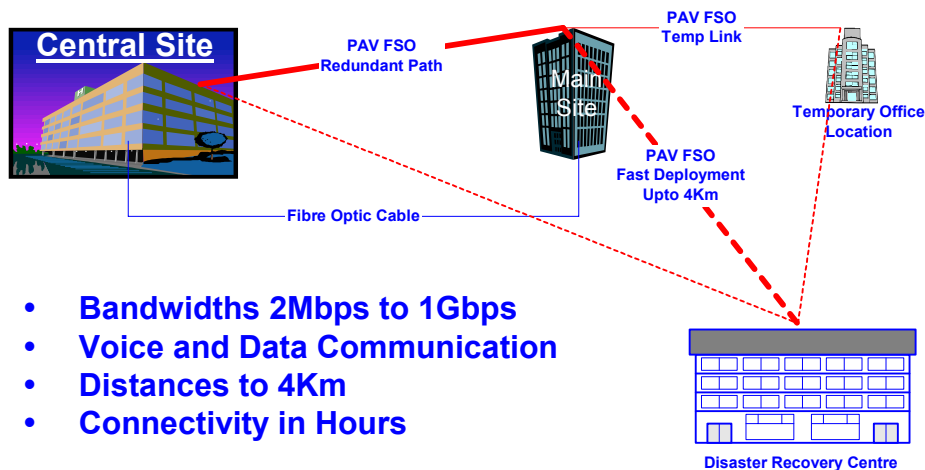 Central Site
PAV FSO
Redundant Path
PAV FSO
Temp Link
Main
Site
Temporary Office
Location
PAV FSO
Fast Deployment
Upto 4Km
Fibre Optic Cable
• Bandwidths 2Mbps to 1Gbps
• Voice and Data Communication
• Distances to 4Km
• Connectivity in Hours
Disaster Recovery Centre